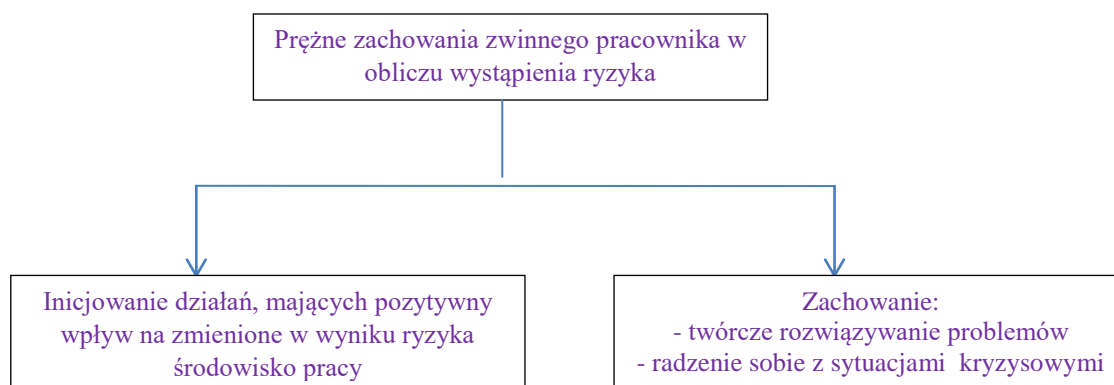 Prężne zachowania zwinnego pracownika w
obliczu wystąpienia ryzyka
Inicjowanie działań, mających pozytywny
wpływ na zmienione w wyniku ryzyka
środowisko pracy
Zachowanie:
- twórcze rozwiązywanie problemów
- radzenie sobie z sytuacjami kryzysowymi